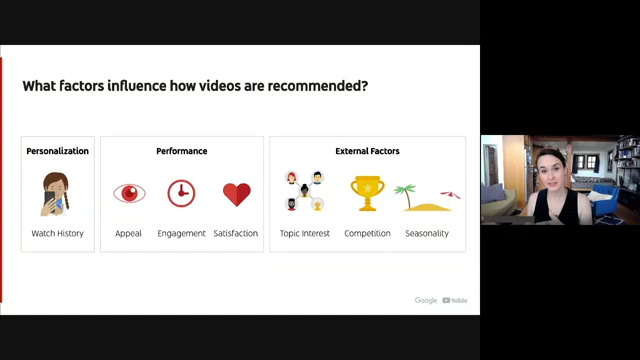 What factors influence how videos are recommended?
Personalization
Watch History
Performance
Appeal Engagement Satisfaction
External Factors
Topic Interest Competition Seasonality
Google YouTube